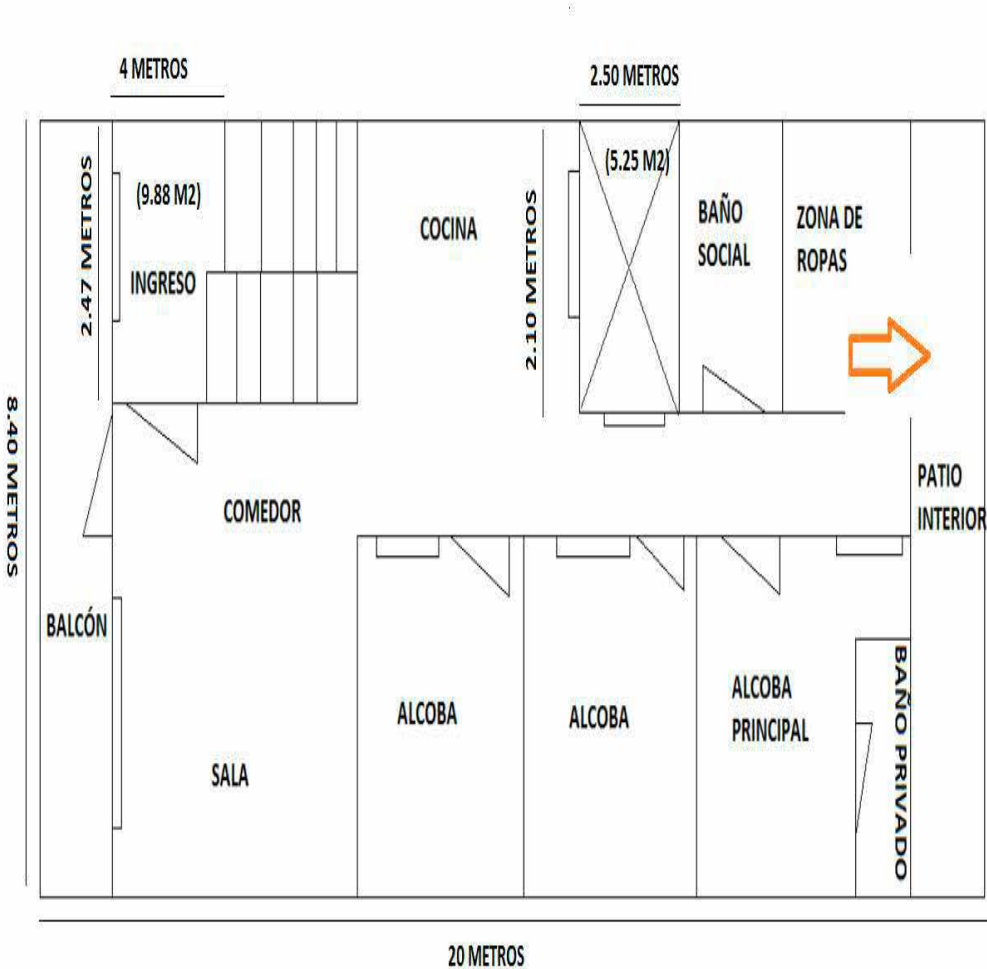 4 METROS
2.50 METROS
2.47 METROS
(9.88 M2)
INGRESO
COCINA
2.10 METROS
(5.25 M2)
BAÑO
SOCIAL
ZONA DE
ROPAS
8.40 METROS
COMEDOR
PATIO
INTERIOR
BALCÓN
SALA
ALCOBA
ALCOBA
ALCOBA
PRINCIPAL
BAÑO PRIVADO
20 METROS